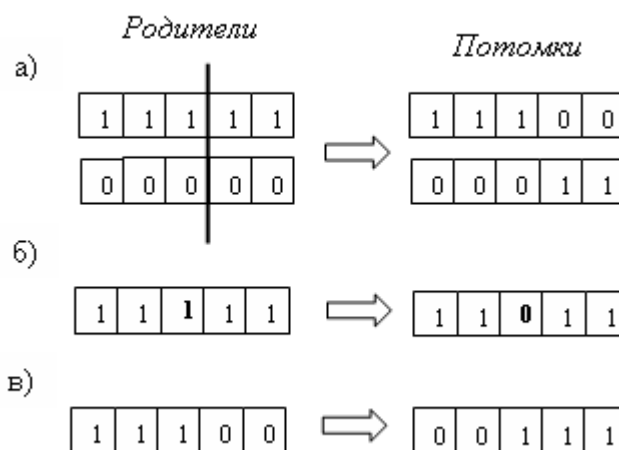 Родители
Потомки
а)
1 1 1 1 1
1 1 1 0 0
0 0 0 0 0
0 0 0 1 1
б)
1 1 1 1 1
1 1 0 1 1
в)
1 1 1 0 0
0 0 1 1 1